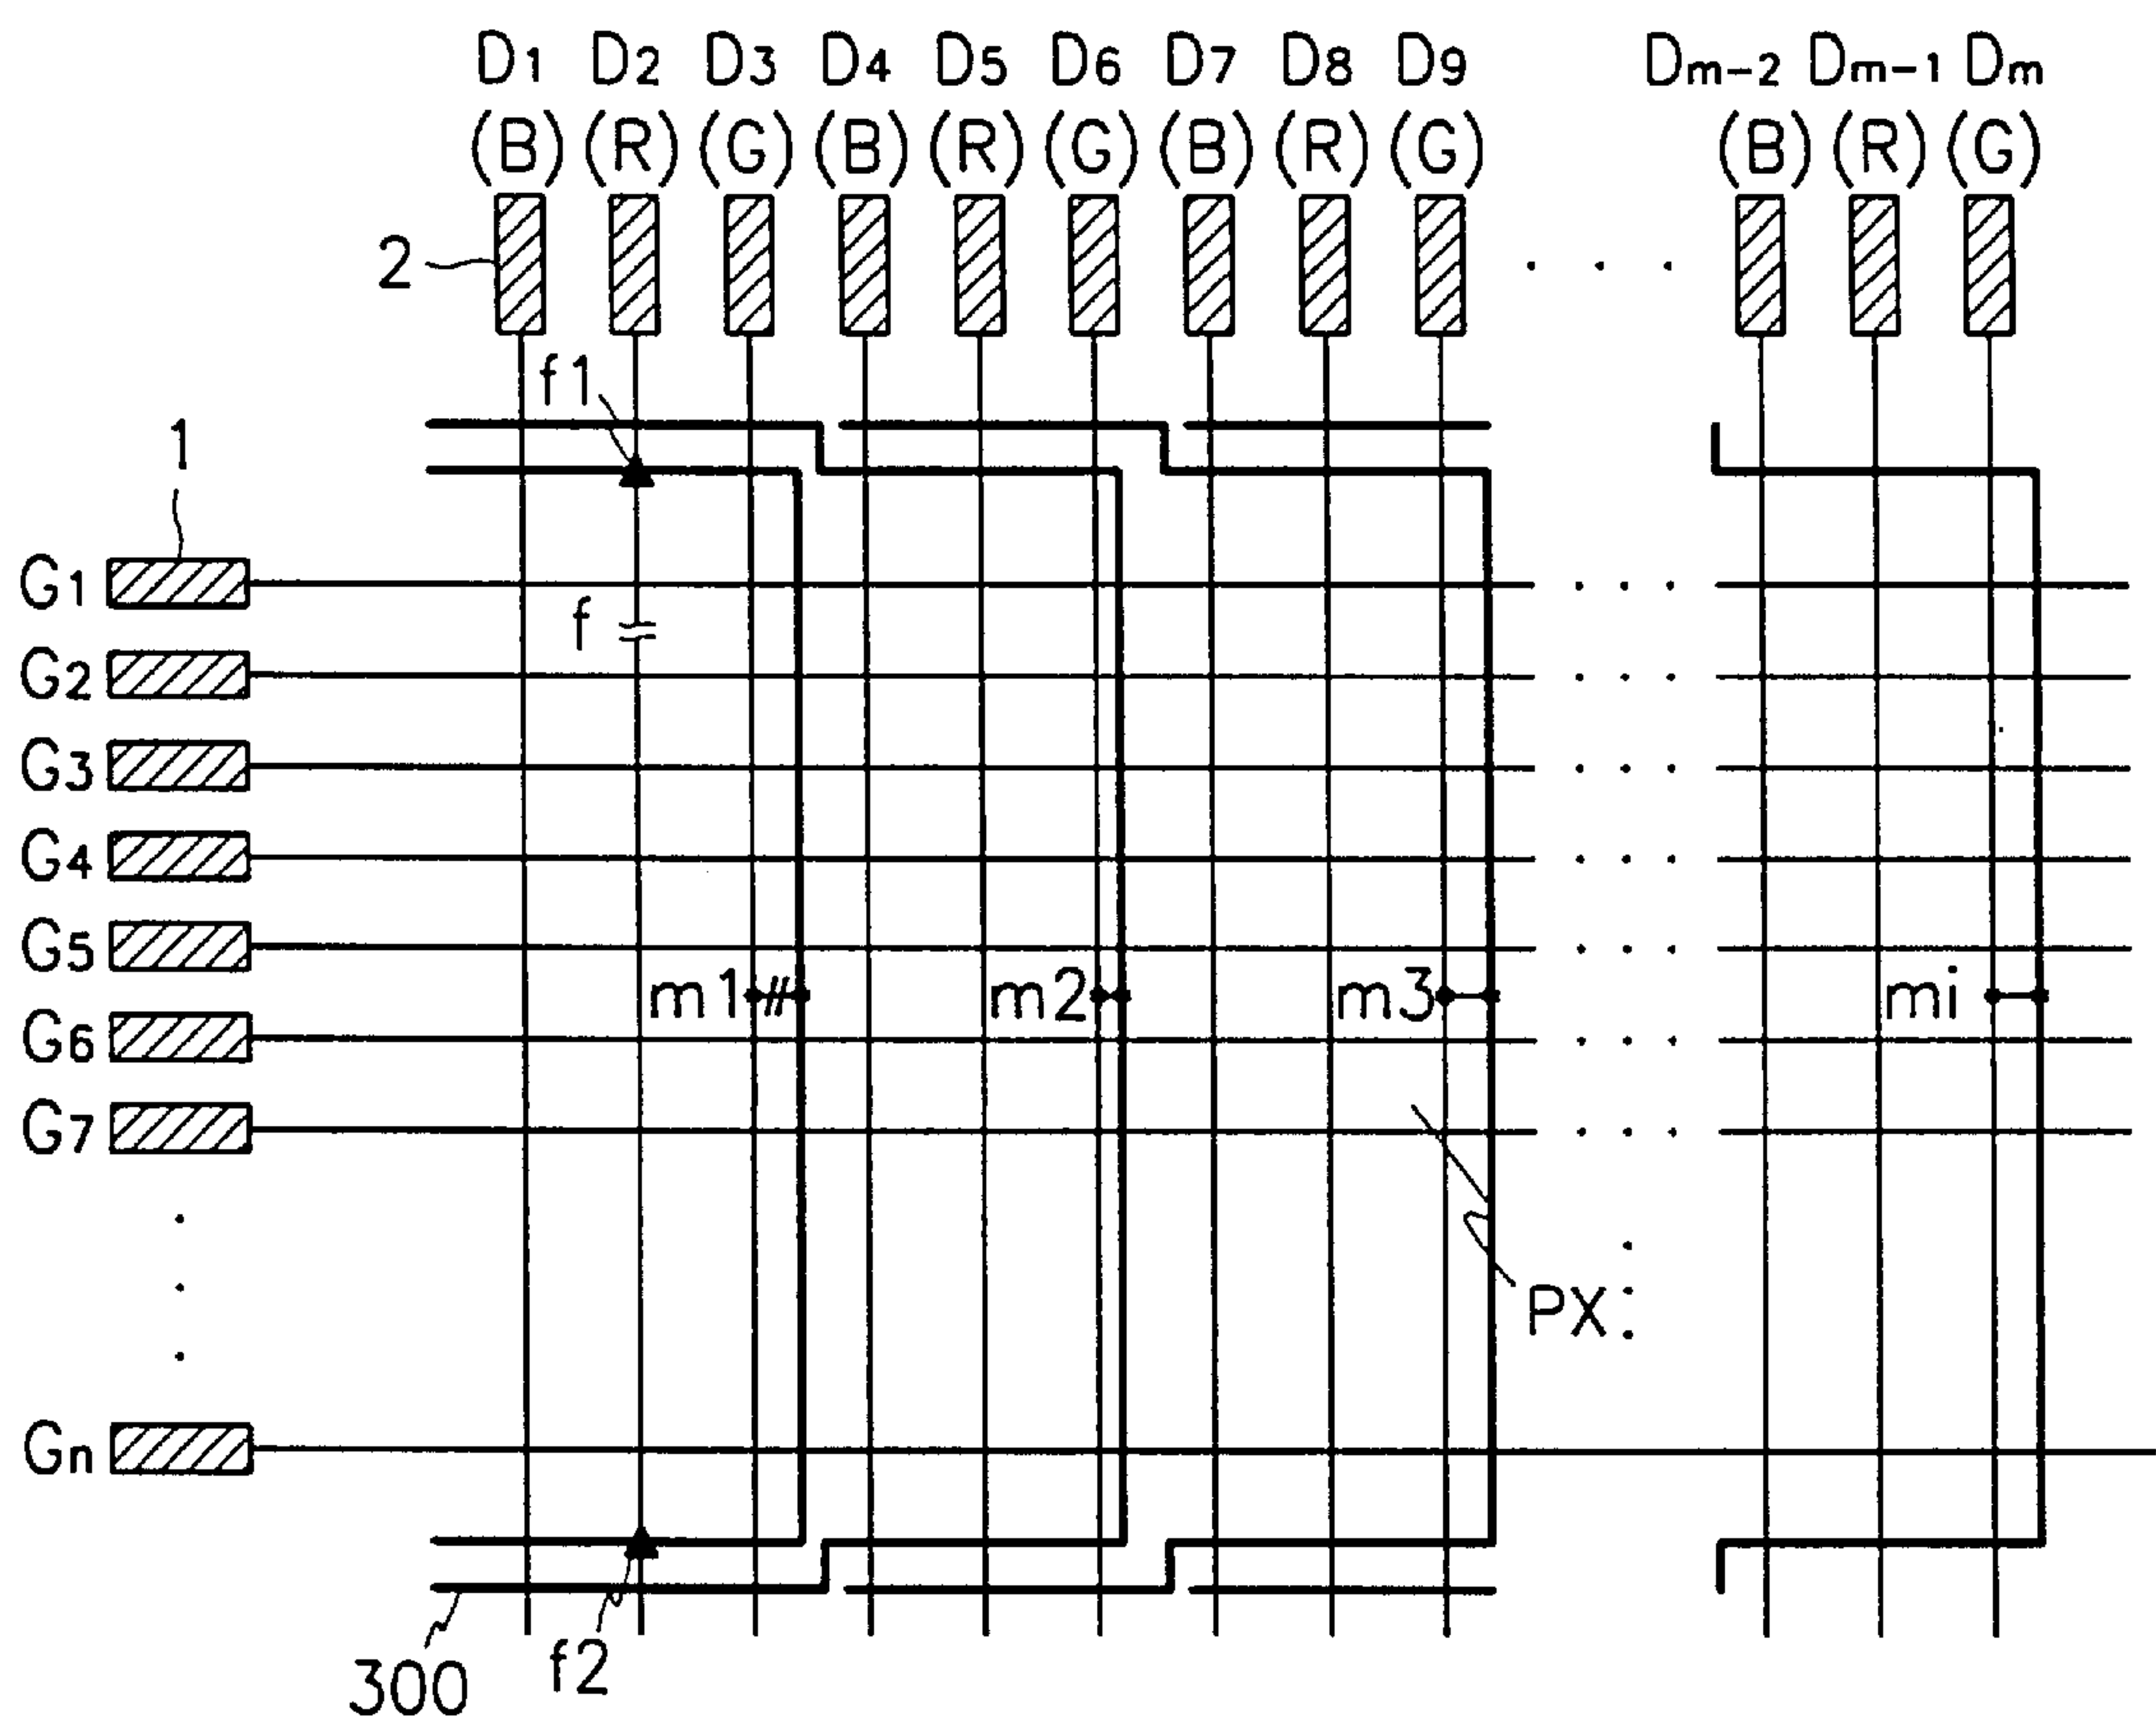 D1 D2 D3 D4 D5 D6 D7 D8 D9 Dm-2 Dm-1 Dm
(B) (R) (G) (B) (R) (G) (B) (R) (G) (B) (R) (G)
2
f1
1
G1
f
G2
G3
G4
G5
m1 m2 m3 mi
G6
G7
PX
Gn
300 f2